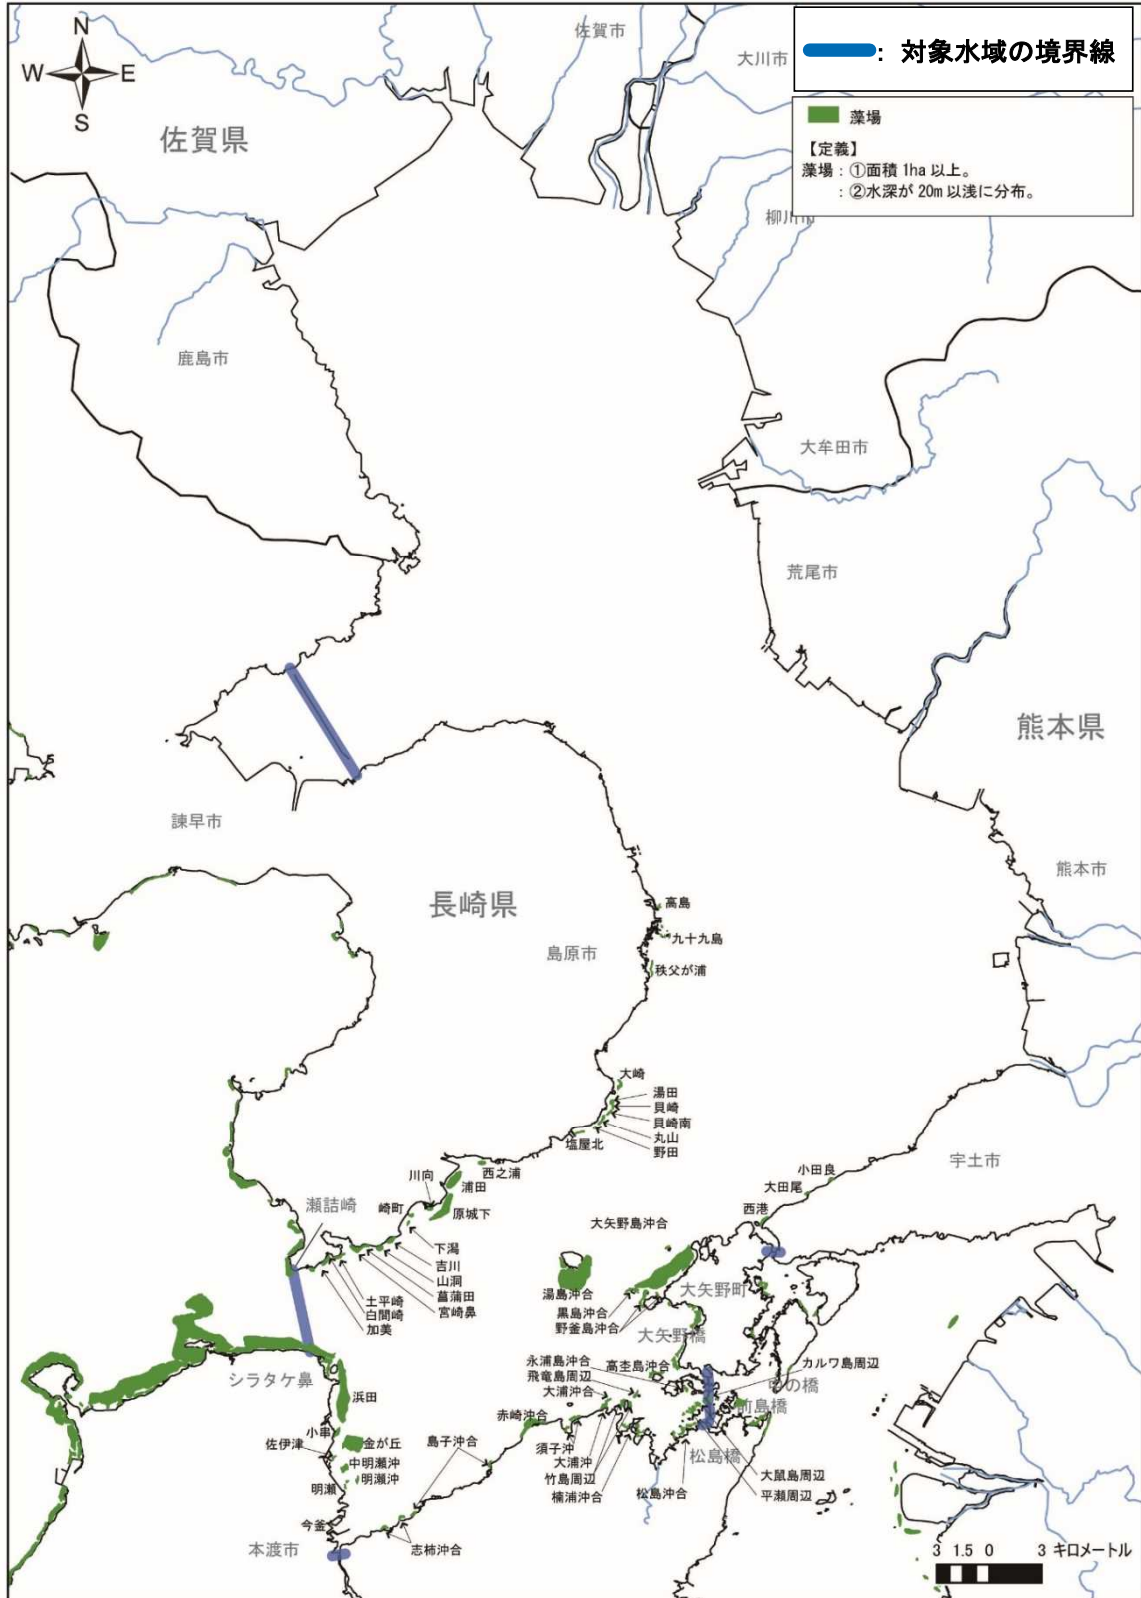 N
W E
S
: 対象水域の境界線
藻場
【定義】
藻場：①面積 1ha 以上。
：②水深が 20m 以浅に分布。
佐賀市
大川市
佐賀県
柳川市
鹿島市
大牟田市
荒尾市
熊本県
諫早市
熊本市
長崎県
島原市
高島
九十九島
秩父が浦
大崎
湯田
貝崎
貝崎南
丸山
野田
塩屋北
西之浦
川向
浦田
崎町
原城下
瀬詰崎
下潟
吉川
山洞
菖蒲田
宮崎鼻
土平崎
白間崎
加美
宇土市
小田良
大田尾
西港
大矢野島沖合
湯島沖合
大矢野町
黒島沖合
野釜島沖合
大矢野橋
永浦島沖合
高杢島沖合
飛竜島周辺
大浦沖合
カルワ島周辺
中の橋
前島橋
シラタケ鼻
浜田
赤崎沖合
小串
佐伊津
金が丘
島子沖合
須子沖
大浦沖
竹島周辺
楠浦沖合
松島橋
松島沖合
大鼠島周辺
平瀬周辺
中明瀬沖
明瀬沖
明瀬
今釜
本渡市
志柿沖合
3 1.5 0 3 キロメートル